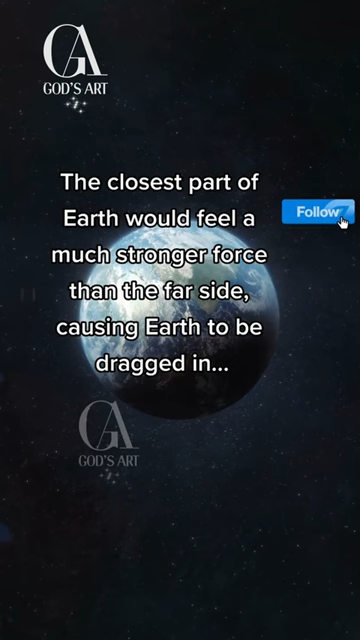 GA
GOD'S ART
The closest part of
Earth would feel a
Follow
much stronger force
than the far side,
causing Earth to be
dragged in...
GA
GOD'S ART